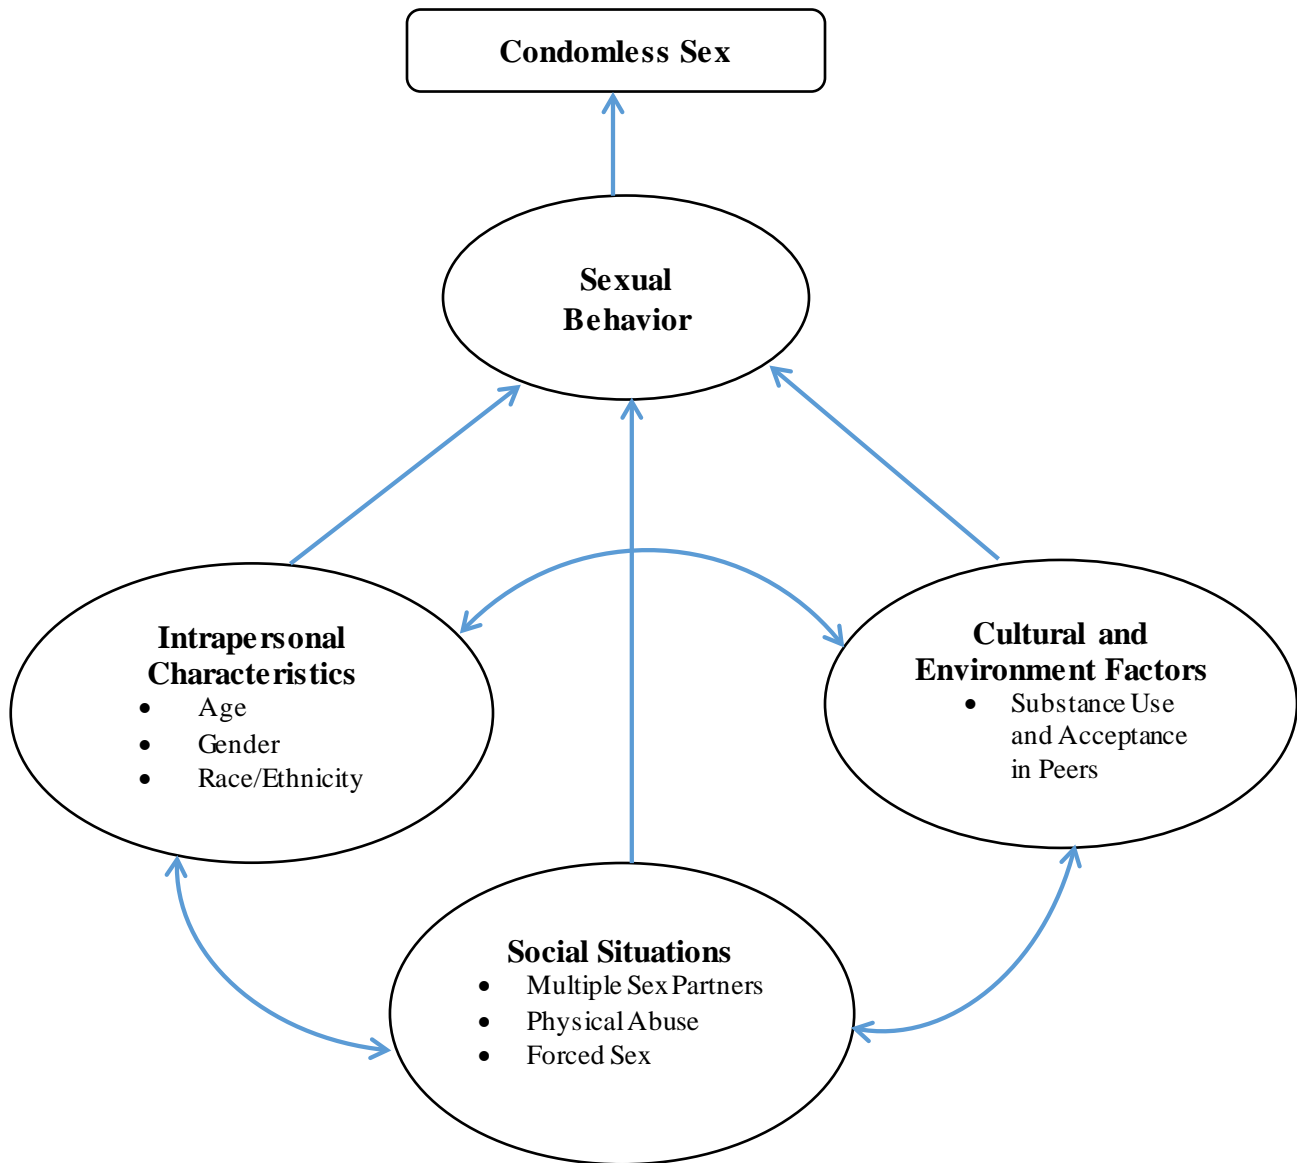 Condomless Sex
Sexual
Behavior
Intrapersonal
Characteristics
• Age
• Gender
• Race/Ethnicity
Cultural and
Environment Factors
• Substance Use
and Acceptance
in Peers
Social Situations
• Multiple Sex Partners
• Physical Abuse
• Forced Sex